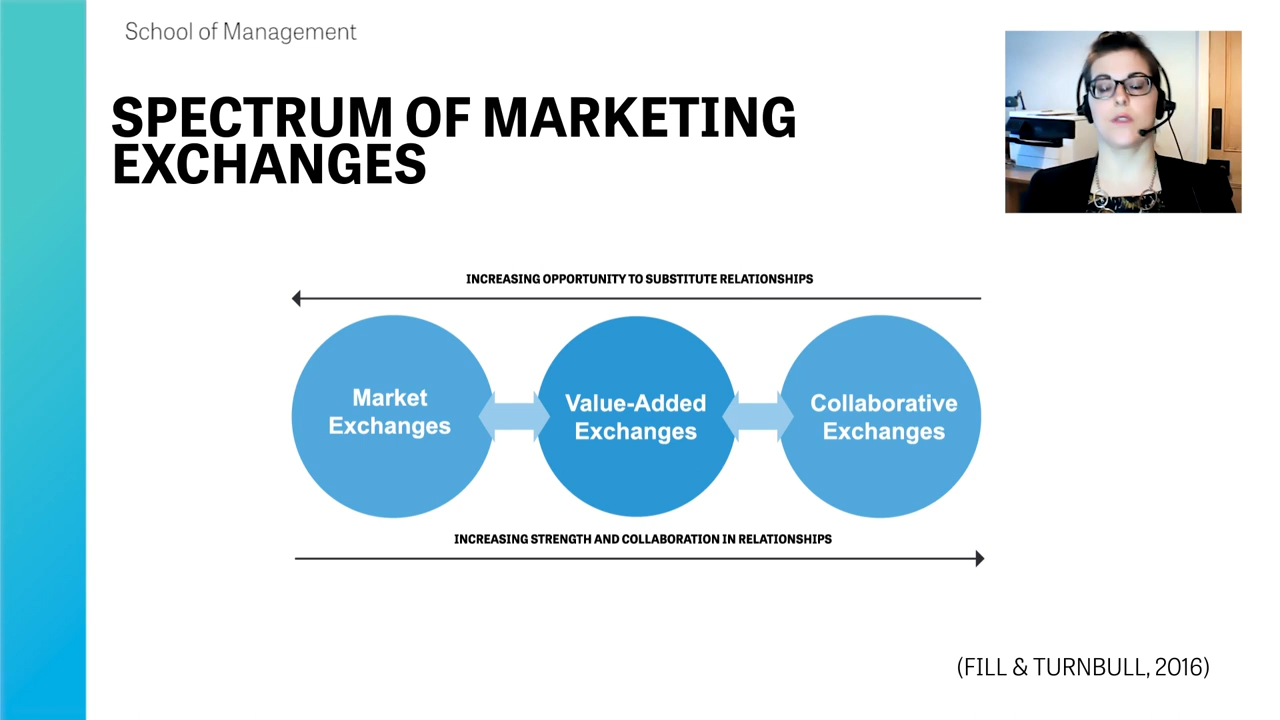 School of Management
SPECTRUM OF MARKETING
EXCHANGES
INCREASING OPPORTUNITY TO SUBSTITUTE RELATIONSHIPS
Market
Exchanges
Value-Added
Exchanges
Collaborative
Exchanges
INCREASING STRENGTH AND COLLABORATION IN RELATIONSHIPS
(FILL & TURNBULL, 2016)